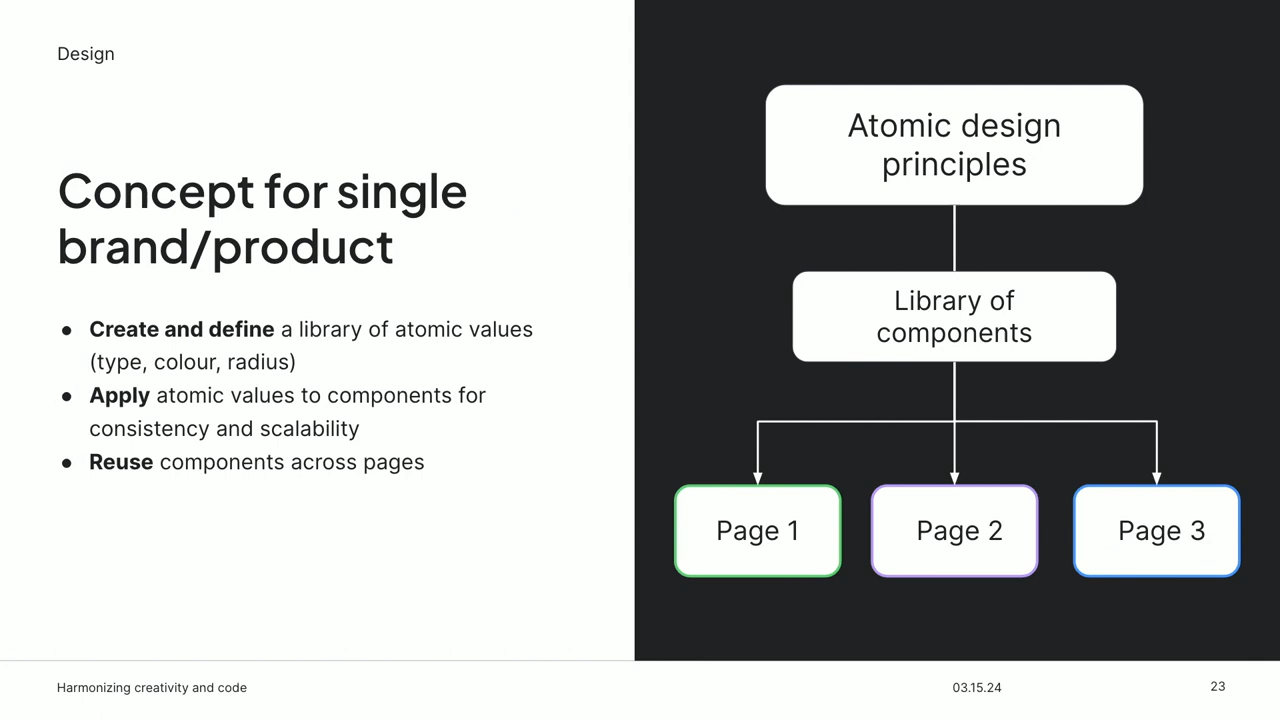 Design
Concept for single
brand/product
● Create and define a library of atomic values
(type, colour, radius)
● Apply atomic values to components for
consistency and scalability
● Reuse components across pages
Atomic design
principles
Library of
components
Page 1
Page 2
Page 3
Harmonizing creativity and code
03.15.24
23